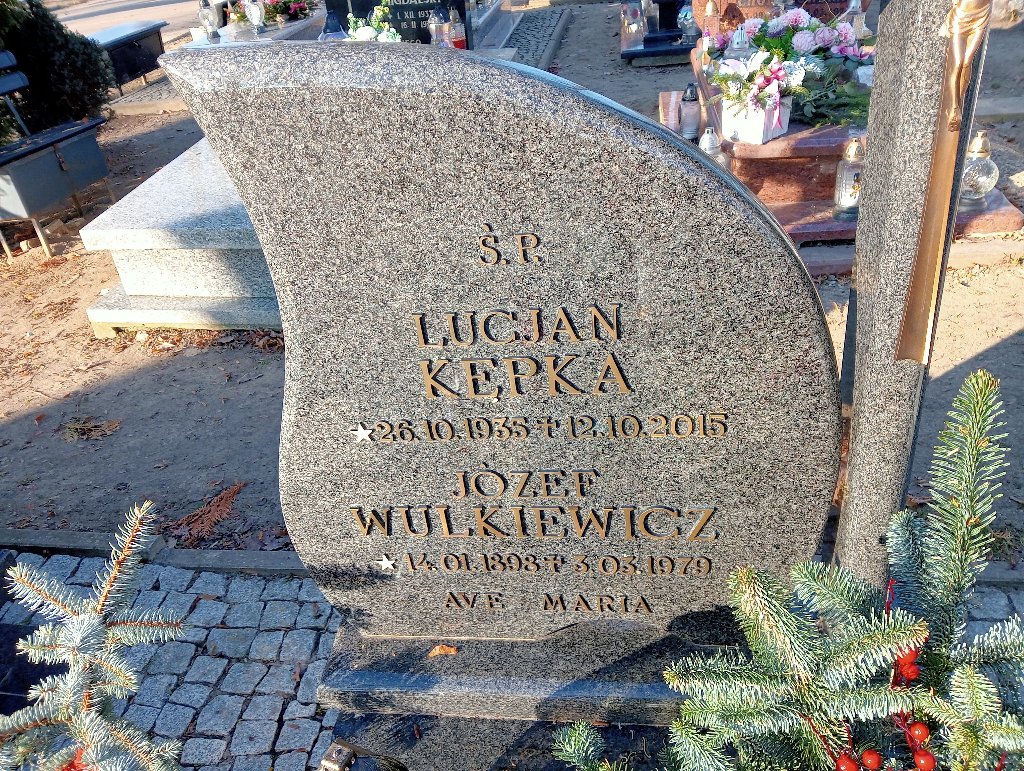 Ś. P.
LUCJAN
KĘPKA
★26.10.1935 ✝ 12.10.2015
JÓZEF
WULKIEWICZ
★14.01.1898 ✝ 3.03.1979
AVE MARIA